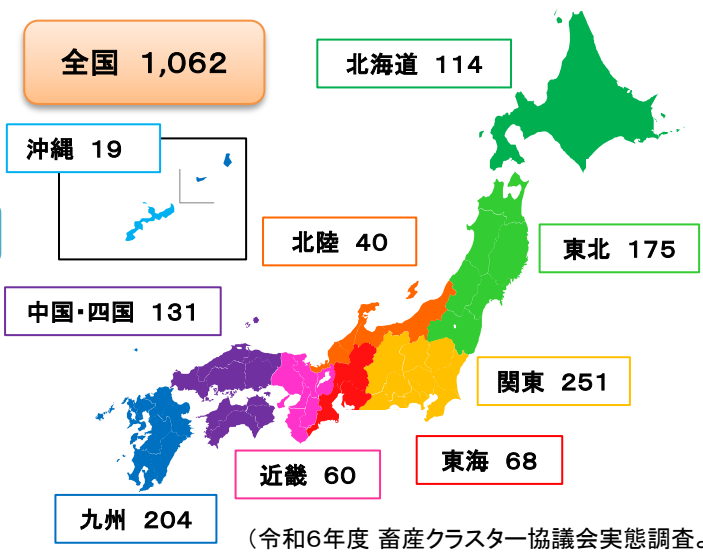 全国 1,062
北海道 114
沖縄 19
北陸 40
東北 175
中国・四国 131
関東 251
東海 68
近畿 60
九州 204
（令和６年度 畜産クラスター協議会実態調査